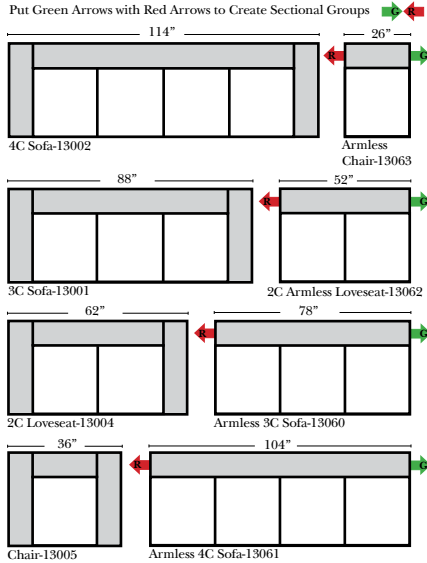 Put Green Arrows with Red Arrows to Create Sectional Groups G R
114” 26”
R G
4C Sofa-13002
Armless
Chair-13063
88” 52”
R G
3C Sofa-13001 2C Armless Loveseat-13062
62” 78”
R G
2C Loveseat-13004 Armless 3C Sofa-13060
36” 104”
R G
Chair-13005 Armless 4C Sofa-13061